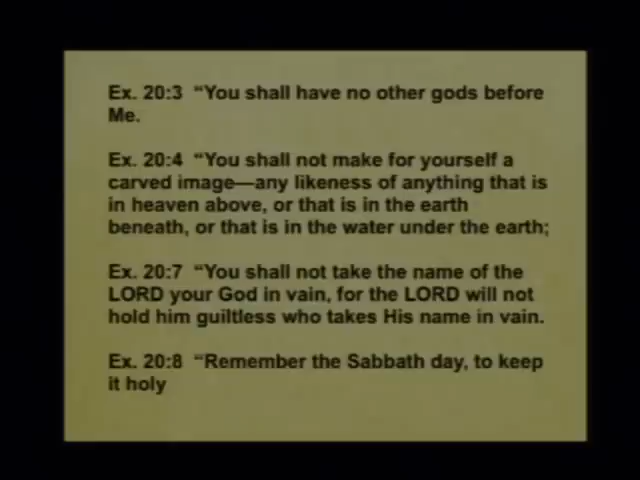 Ex. 20:3 “You shall have no other gods before
Me.
Ex. 20:4 “You shall not make for yourself a
carved image—any likeness of anything that is
in heaven above, or that is in the earth
beneath, or that is in the water under the earth;
Ex. 20:7 “You shall not take the name of the
LORD your God in vain, for the LORD will not
hold him guiltless who takes His name in vain.
Ex. 20:8 “Remember the Sabbath day, to keep
it holy